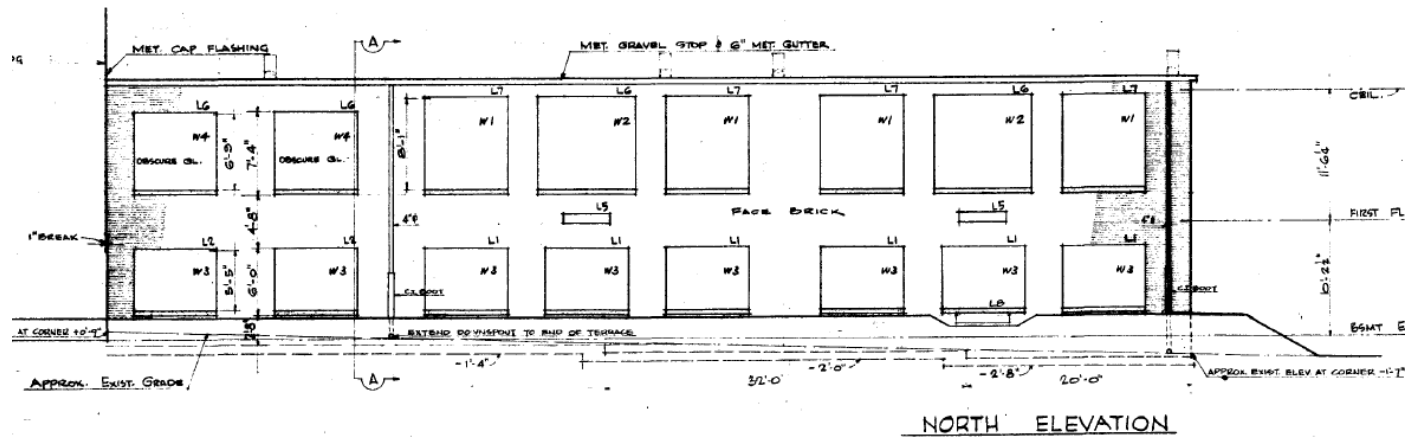 A
MET. CAP FLASHING
MET. GRAVEL STOP & 6" MET. GUTTER
L6 L6 L7 L6 L7 L7 L6 L7
CEIL.
W4 W4 W1 W2 W1 W1 W2 W1
OBSCURE GL. OBSCURE GL.
6'-9" 7'-4" 8'-1"
11'-6¼"
L5 FACE BRICK L5
4"φ
4'-8"
FIRST FL
1" BREAK
L2 L2 L1 L1 L1 L1 L1 L1
W3 W3 W3 W3 W3 W3 W3 W3
5'-5" 6'-0"
C.I. BOOT C.I. BOOT
L8
2'-8"
AT CORNER +0'-9"
EXTEND DOWNSPOUT TO END OF TERRACE
BSMT
-1'-4" -2'-0" -2'-8"
APPROX. EXIST. GRADE
A
32'-0" 20'-0"
APPROX. EXIST. ELEV. AT CORNER -1'-7"
NORTH ELEVATION